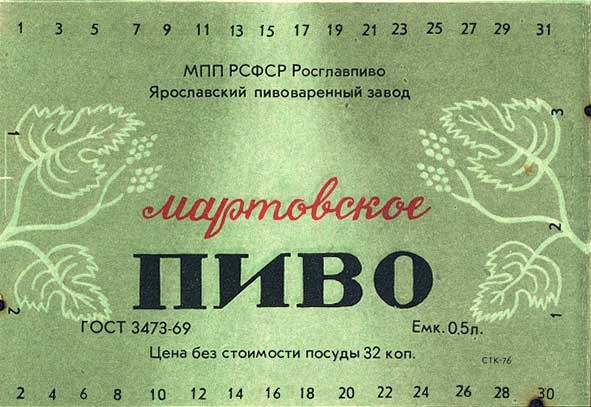 1 3 5 7 9 11 13 15 17 19 21 23 25 27 29 31
МПП РСФСР Росглавпиво
Ярославский пивоваренный завод
1
3
мартовское
2
ПИВО
2
1
ГОСТ 3473-69
Емк. 0.5л.
Цена без стоимости посуды 32 коп.
СТК-76
2 4 6 8 10 12 14 16 18 20 22 24 26 28 30